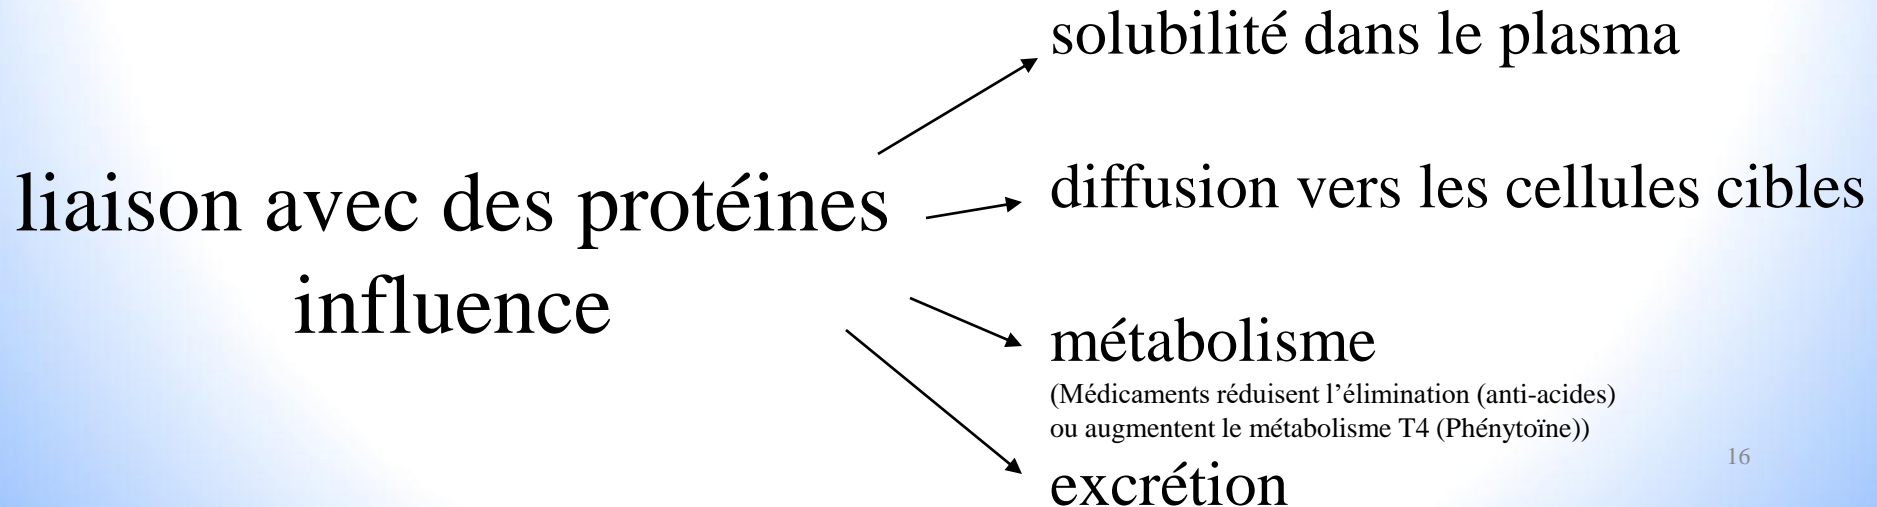 liaison avec des protéines
influence
solubilité dans le plasma
diffusion vers les cellules cibles
métabolisme
(Médicaments réduisent l’élimination (anti-acides)
ou augmentent le métabolisme T4 (Phénytoïne))
excrétion
16